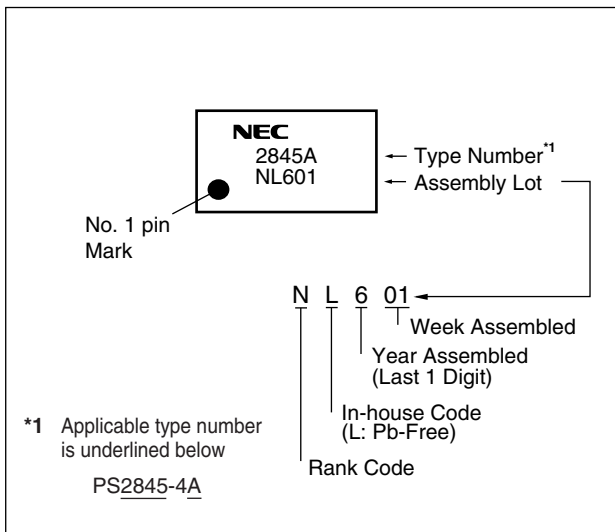 NEC
2845A
NL601
Type Number*1
Assembly Lot
No. 1 pin
Mark
N L 6 01
Week Assembled
Year Assembled
(Last 1 Digit)
In-house Code
(L: Pb-Free)
Rank Code
*1 Applicable type number
is underlined below
PS2845-4A